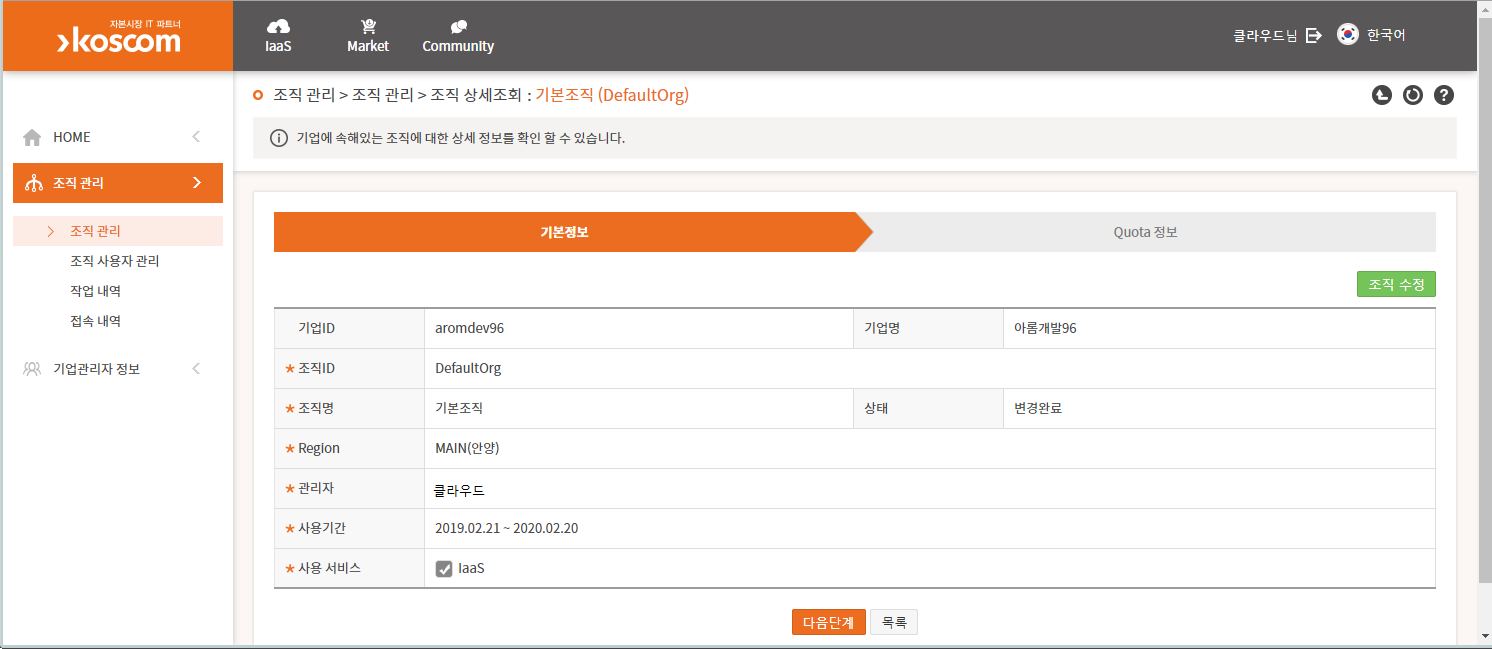 자본시장 IT 파트너
koscom
IaaS
Market
Community
클라우드님
한국어
HOME
조직 관리
조직 관리
조직 사용자 관리
작업 내역
접속 내역
기업관리자 정보
조직 관리 > 조직 관리 > 조직 상세조회 : 기본조직 (DefaultOrg)
기업에 속해있는 조직에 대한 상세 정보를 확인 할 수 있습니다.
기본정보
Quota 정보
조직 수정
기업ID aromdev96 기업명 아롬개발96
* 조직ID DefaultOrg
* 조직명 기본조직 상태 변경완료
* Region MAIN(안양)
* 관리자 클라우드
* 사용기간 2019.02.21 ~ 2020.02.20
* 사용 서비스 IaaS
다음단계 목록